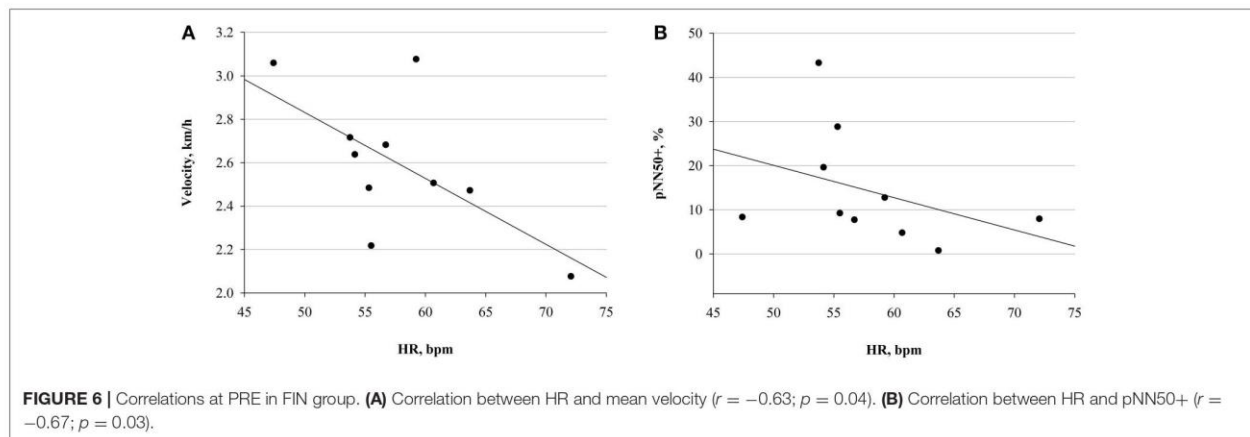 A
3.2
3.0
2.8
2.6
2.4
2.2
2.0
Velocity, km/h
45 50 55 60 65 70 75
HR, bpm
B
50
40
30
20
10
0
pNN50+, %
45 50 55 60 65 70 75
HR, bpm
FIGURE 6 | Correlations at PRE in FIN group. (A) Correlation between HR and mean velocity (r = −0.63; p = 0.04). (B) Correlation between HR and pNN50+ (r =
−0.67; p = 0.03).